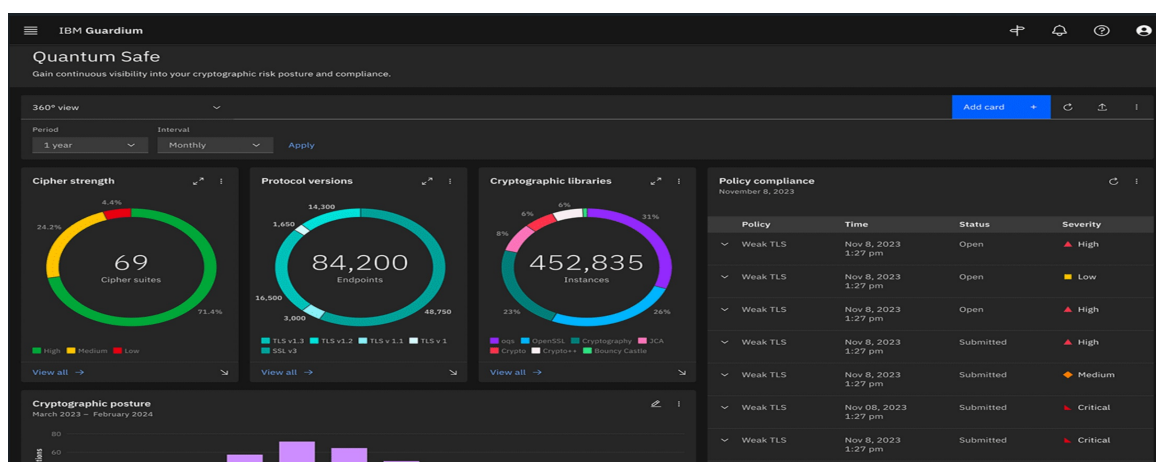 IBM Guardium
Quantum Safe
Gain continuous visibility into your cryptographic risk posture and compliance.
360° view
Add card +
Period
Interval
1 year
Monthly
Apply
Cipher strength
4.4%
24.2%
69
Cipher suites
71.4%
High Medium Low
View all →
Protocol versions
14,300
1,650
84,200
Endpoints
16,500
3,000
48,750
TLS v1.3 TLS v1.2 TLS v 1.1 TLS v 1
SSL v3
View all →
Cryptographic libraries
6%
6%
31%
8%
452,835
Instances
23%
26%
oqs OpenSSL Cryptography JCA
Crypto Crypto++ Bouncy Castle
View all →
Policy compliance
November 8, 2023
Policy Time Status Severity
Weak TLS Nov 8, 2023 Open High
1:27 pm
Weak TLS Nov 8, 2023 Open Low
1:27 pm
Weak TLS Nov 8, 2023 Open High
1:27 pm
Weak TLS Nov 8, 2023 Submitted High
1:27 pm
Weak TLS Nov 8, 2023 Submitted Medium
1:27 pm
Weak TLS Nov 08, 2023 Submitted Critical
1:27 pm
Weak TLS Nov 8, 2023 Submitted Critical
1:27 pm
Cryptographic posture
March 2023 – February 2024
80
60